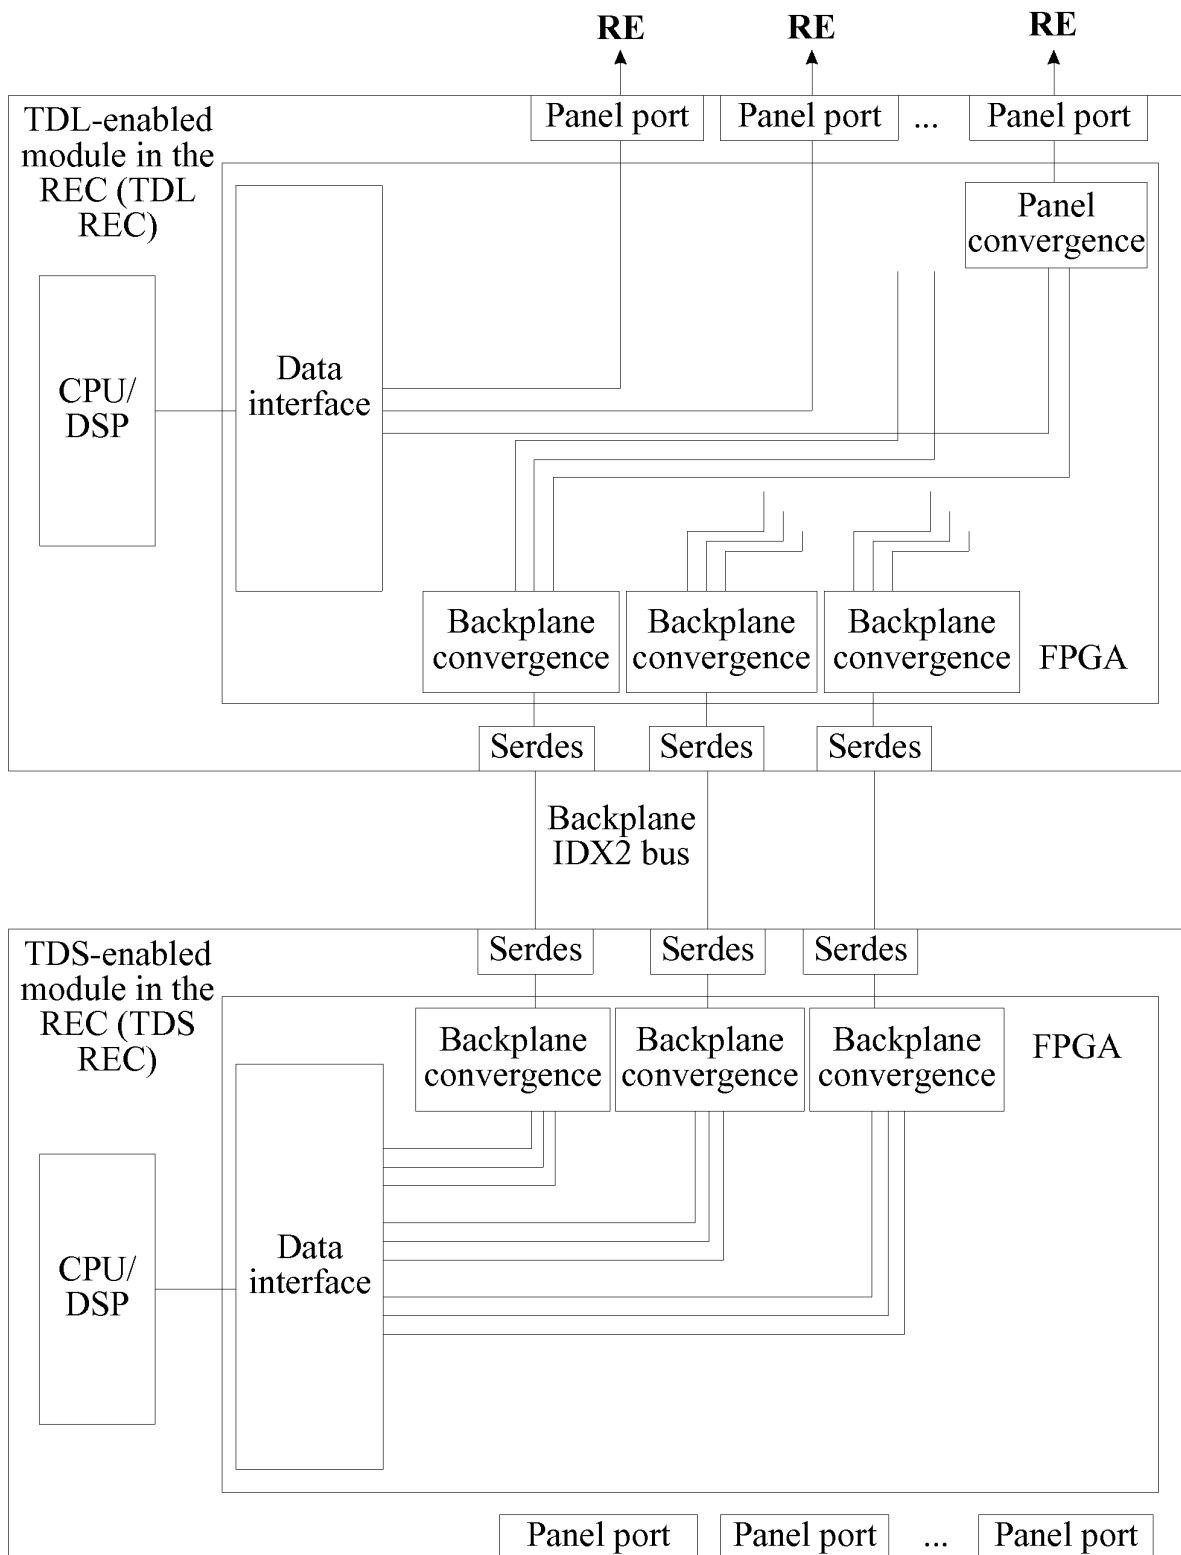 RE
RE
RE
TDL-enabled
module in the
REC (TDL
REC)
Panel port
Panel port
...
Panel port
Panel
convergence
CPU/
DSP
Data
interface
Backplane
convergence
Backplane
convergence
Backplane
convergence
FPGA
Serdes
Serdes
Serdes
Backplane
IDX2 bus
TDS-enabled
module in the
REC (TDS
REC)
Serdes
Serdes
Serdes
Backplane
convergence
Backplane
convergence
Backplane
convergence
FPGA
CPU/
DSP
Data
interface
Panel port
Panel port
...
Panel port